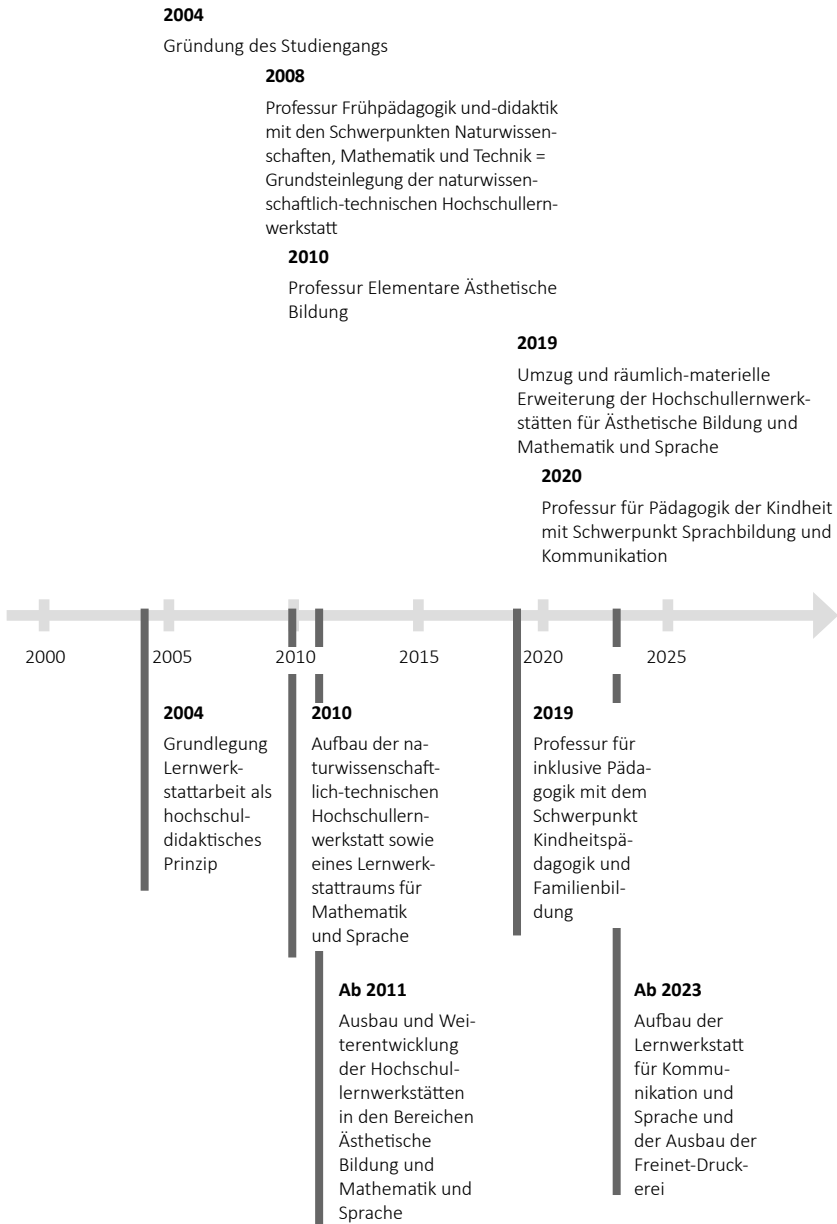 2004
Gründung des Studiengangs
2008
Professur Frühpädagogik und-didaktik
mit den Schwerpunkten Naturwissen-
schaften, Mathematik und Technik =
Grundsteinlegung der naturwissen-
schaftlich-technischen Hochschullern-
werkstatt
2010
Professur Elementare Ästhetische
Bildung
2019
Umzug und räumlich-materielle
Erweiterung der Hochschullernwerk-
stätten für Ästhetische Bildung und
Mathematik und Sprache
2020
Professur für Pädagogik der Kindheit
mit Schwerpunkt Sprachbildung und
Kommunikation
2000 2005 2010 2015 2020 2025
2004
Grundlegung
Lernwerk-
stattarbeit als
hochschul-
didaktisches
Prinzip
2010
Aufbau der na-
turwissenschaft-
lich-technischen
Hochschullern-
werkstatt sowie
eines Lernwerk-
stattraums für
Mathematik
und Sprache
2019
Professur für
inklusive Päda-
gogik mit dem
Schwerpunkt
Kindheitspä-
dagogik und
Familienbil-
dung
Ab 2011
Ausbau und Wei-
terentwicklung
der Hochschul-
lernwerkstätten
in den Bereichen
Ästhetische
Bildung und
Mathematik und
Sprache
Ab 2023
Aufbau der
Lernwerkstatt
für Kommu-
nikation und
Sprache und
der Ausbau der
Freinet-Druck-
erei